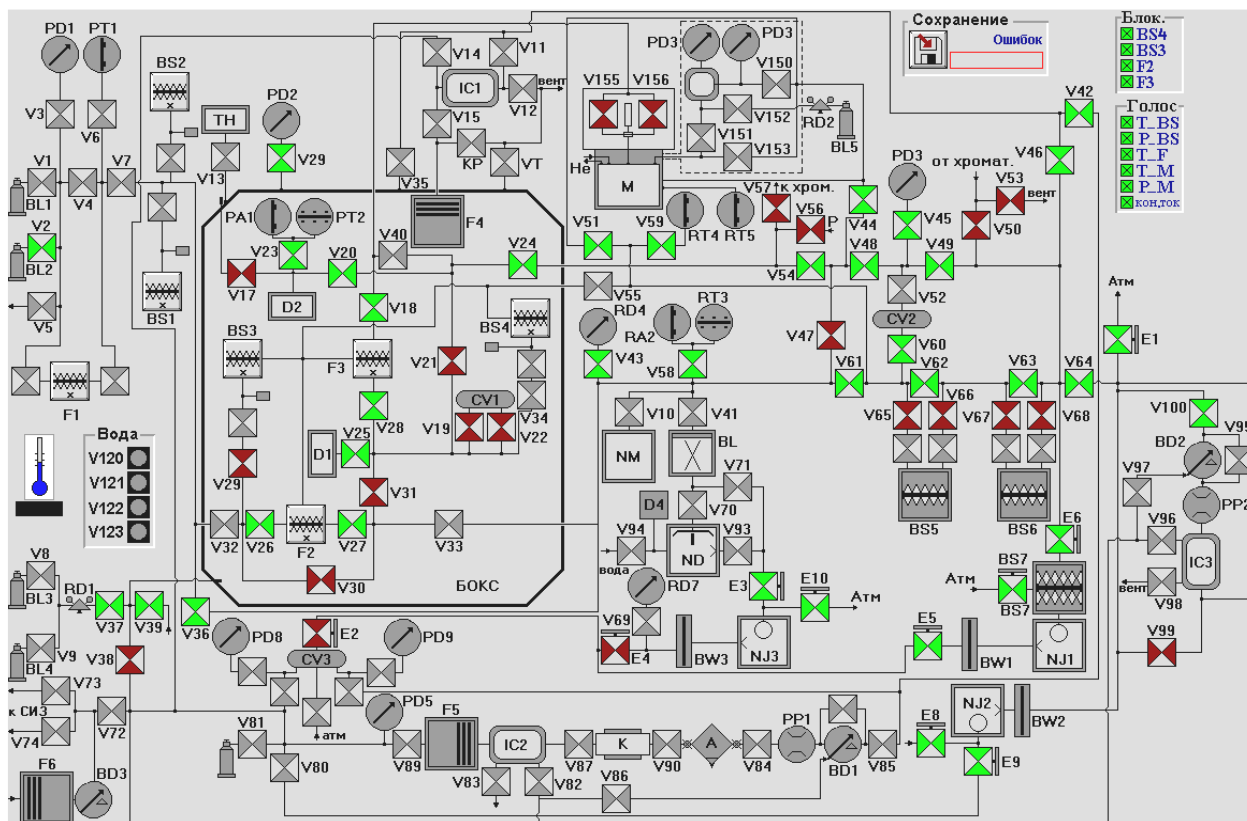 PD1
PT1
BS2
V14
V11
PD3
PD3
Сохранение
Ошибок
Блок.
BS4
BS3
F2
F3
V155
V156
V150
V42
IC1
вент
V12
TH
PD2
V3
V6
V15
V152
RD2
BL5
Голос
T_BS
P_BS
T_F
T_M
P_M
кон,ток
V151
V153
V46
KP
VT
PD3
от хромат.
V1
V7
V13
V29
V35
He
M
V53
вент
BL1
V4
V57
к хром.
V56
P
V2
BL2
PA1
PT2
F4
V51
V59
RT4
RT5
V44
V45
V50
V40
V24
V23
V20
V54
V48
V49
V5
BS1
V17
D2
V18
V55
V52
Атм
BS4
RD4
RT3
RA2
CV2
BS3
F3
V21
V47
V60
E1
V43
V61
V62
V63
V64
V58
F1
V28
CV1
V34
V10
V41
V65
V66
V67
V68
V100
V95
Вода
V120
V121
V122
V123
V19
V22
V25
D1
NM
BL
BD2
V29
V31
V71
V97
D4
V70
BS5
BS6
PP2
V32
V26
F2
V27
V33
V94
V93
E6
V96
вода
ND
IC3
V8
V30
БОКС
RD7
E3
E10
Атм
BS7
Атм
BS7
вент
V98
BL3
RD1
V37
V39
V36
V69
E5
V9
PD8
E2
PD9
BL4
V38
CV3
E4
BW3
NJ3
BW1
NJ1
V99
V73
к СИЗ
PD5
NJ2
BW2
V81
F5
PP1
E8
атм
V74
V72
IC2
K
A
F6
BD3
V80
V89
V83
V82
V87
V86
V90
V84
BD1
V85
E9